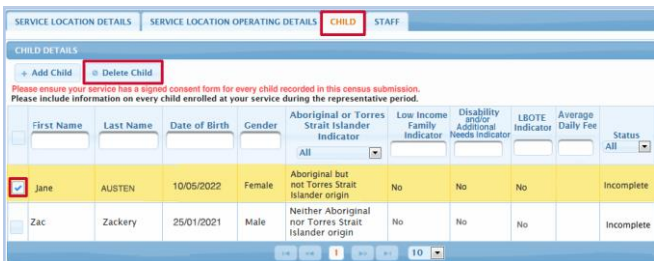 SERVICE LOCATION DETAILS SERVICE LOCATION OPERATING DETAILS CHILD STAFF
CHILD DETAILS
+ Add Child Delete Child
Please ensure your service has a signed consent form for every child recorded in this census submission.
Please include information on every child enrolled at your service during the representative period.
First Name Last Name Date of Birth Gender Aboriginal or Torres Strait Islander Indicator Low Income Family Indicator Disability and/or Additional Needs Indicator LBOTE Indicator Average Daily Fee Status
All All
Jane AUSTEN 10/05/2022 Female Aboriginal but not Torres Strait Islander origin No No No Incomplete
Zac Zackery 25/01/2021 Male Neither Aboriginal nor Torres Strait Islander origin No No No Incomplete
1 10